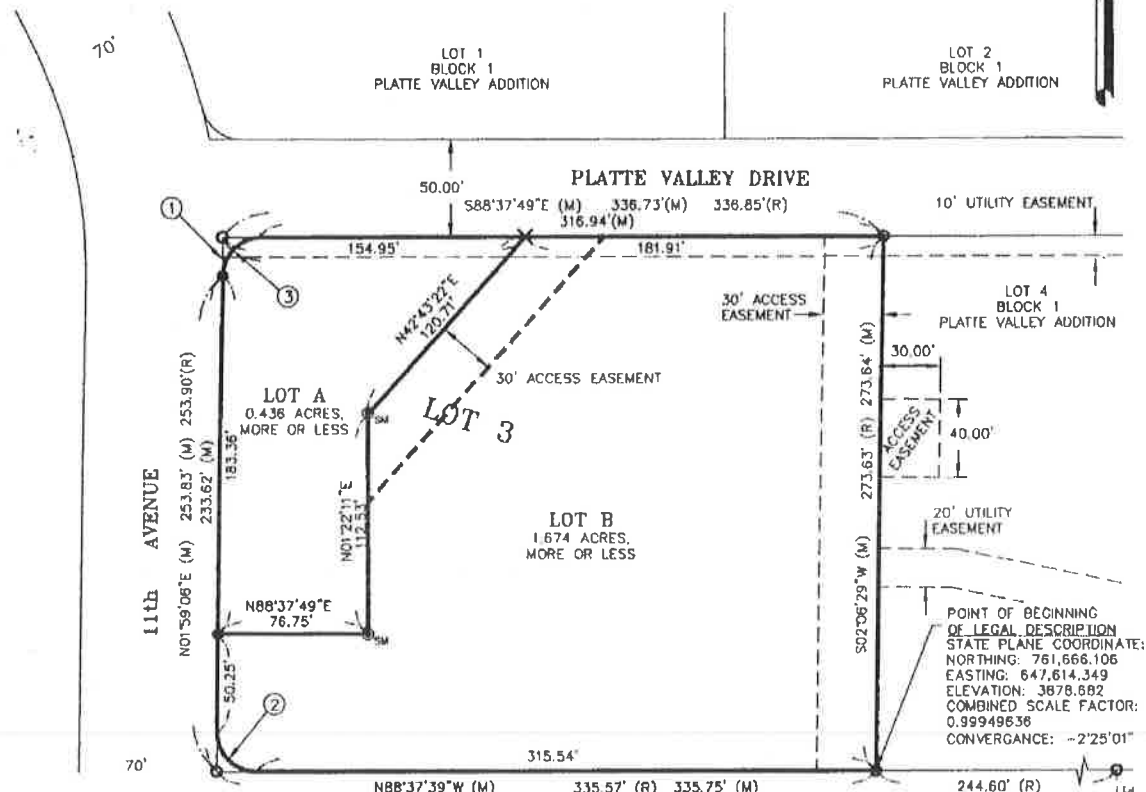 70'
LOT 1
BLOCK 1
PLATTE VALLEY ADDITION
LOT 2
BLOCK 1
PLATTE VALLEY ADDITION
50.00'
PLATTE VALLEY DRIVE
S88°37'49"E (M) 336.73'(M) 336.85'(R)
316.94'(M)
10' UTILITY EASEMENT
1
154.95'
181.91'
3
N42°43'22"E
120.71'
30' ACCESS
EASEMENT
LOT 4
BLOCK 1
PLATTE VALLEY ADDITION
30.00'
30' ACCESS EASEMENT
LOT A
0.436 ACRES,
MORE OR LESS
SM
LOT 3
ACCESS
EASEMENT
40.00'
11th AVENUE
N01°59'06"E (M) 253.83' (M) 253.90'(R)
233.62' (M)
183.36'
N01°22'11"E
112.53'
LOT B
1.674 ACRES,
MORE OR LESS
S02°06'29"W (M) 273.63' (R) 273.64' (M)
20' UTILITY
EASEMENT
N88°37'49"E
76.75'
SM
50.25'
2
POINT OF BEGINNING
OF LEGAL DESCRIPTION
STATE PLANE COORDINATE:
NORTHING: 761,666.106
EASTING: 647,614.349
ELEVATION: 3878.682
COMBINED SCALE FACTOR:
0.99949636
CONVERGANCE: -2°25'01"
70'
315.54'
N88°37'39"W (M) 335.57' (R) 335.75' (M)
244.60' (R)